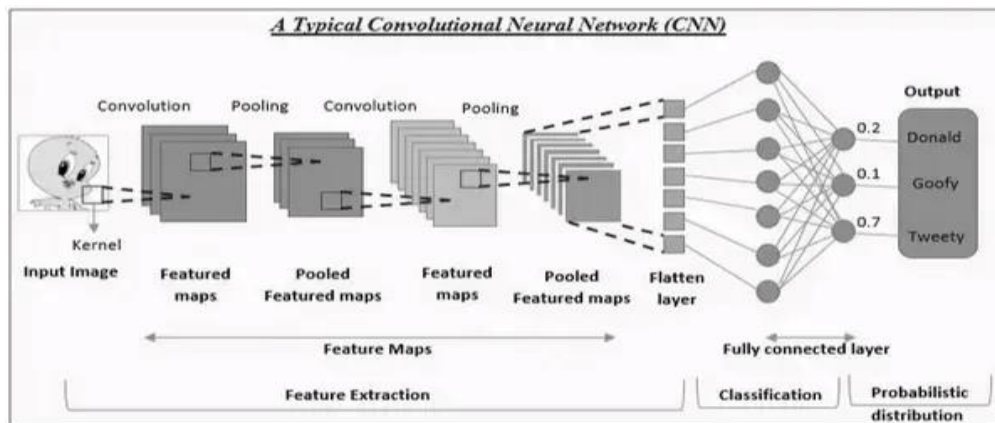 A Typical Convolutional Neural Network (CNN)
Convolution
Pooling
Convolution
Pooling
Output
0.2
Donald
0.1
Goofy
0.7
Tweety
Kernel
Input Image
Featured
maps
Pooled
Featured maps
Featured
maps
Pooled
Featured maps
Flatten
layer
Feature Maps
Fully connected layer
Feature Extraction
Classification
Probabilistic
distribution